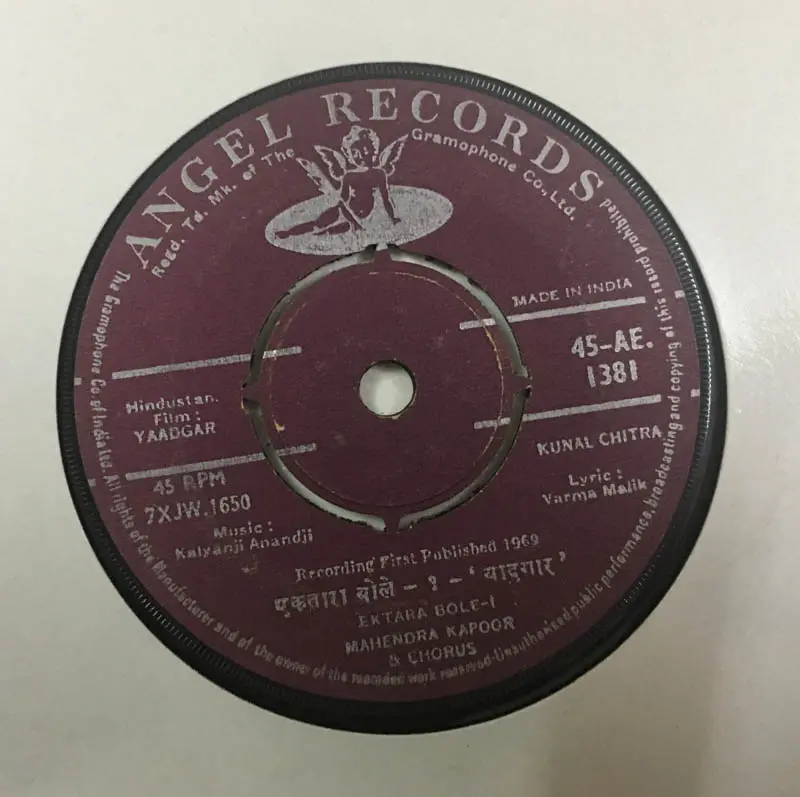 ANGEL RECORDS
Regd. Td. Mk. of The Gramophone Co., Ltd.
MADE IN INDIA
45-AE.
1381
Hindustan.
Film :
YAADGAR
KUNAL CHITRA
45 RPM
7XJW.1650
Lyric :
Varma Malik
Music :
Kalyanji Anandji
Recording First Published 1969
एकतारा बोले - १ - ‘यादगार’
EKTARA BOLE-I
MAHENDRA KAPOOR
& CHORUS
The Gramophone Co. of India Ltd. All rights of the Manufacturer and of the owner of the recorded work reserved-Unauthorised public performance, broadcasting and copying of this record prohibited